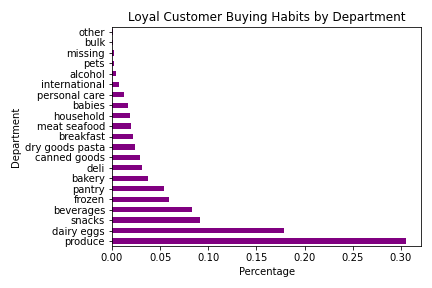 Loyal Customer Buying Habits by Department
other
bulk
missing
pets
alcohol
international
personal care
babies
household
meat seafood
breakfast
dry goods pasta
canned goods
deli
bakery
pantry
frozen
beverages
snacks
dairy eggs
produce
Department
0.00 0.05 0.10 0.15 0.20 0.25 0.30
Percentage